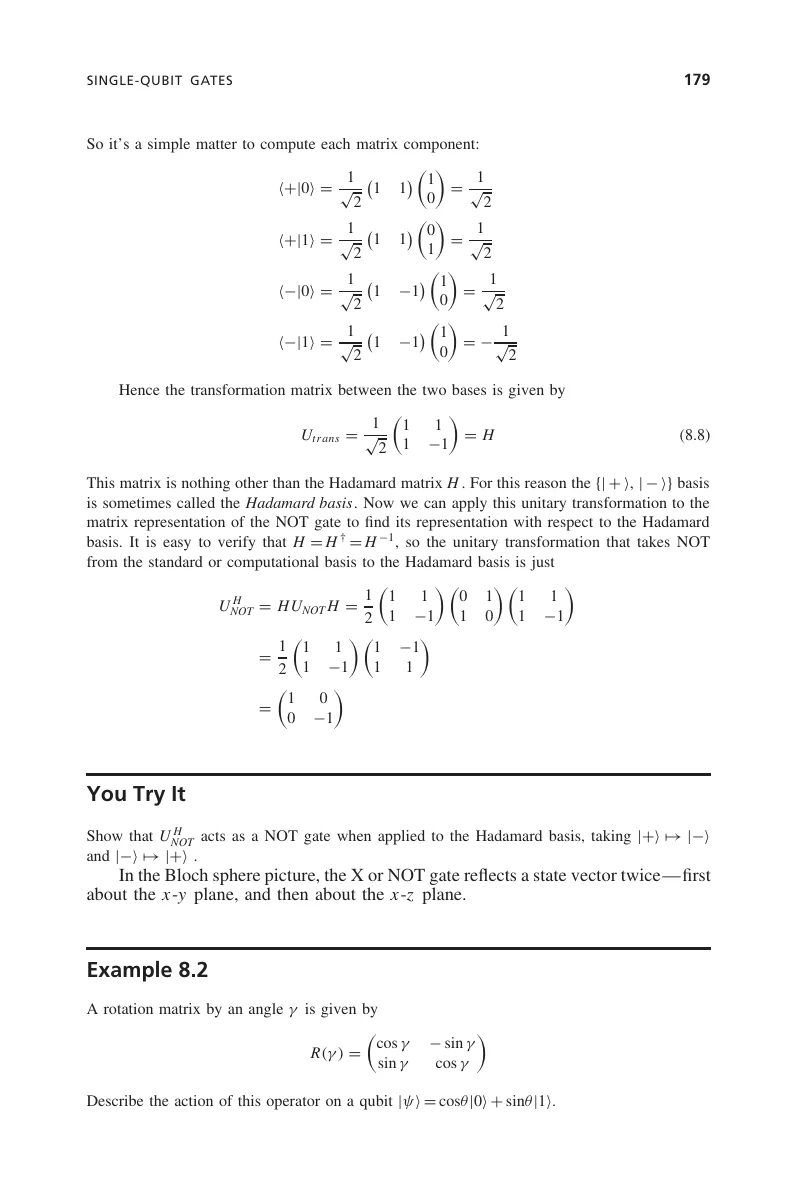 SINGLE-QUBIT GATES 179
So it's a simple matter to compute each matrix component:
⟨+|0⟩ = 1/√2 (1 1) (1 0) = 1/√2
⟨+|1⟩ = 1/√2 (1 1) (0 1) = 1/√2
⟨−|0⟩ = 1/√2 (1 −1) (1 0) = 1/√2
⟨−|1⟩ = 1/√2 (1 −1) (1 0) = −1/√2
Hence the transformation matrix between the two bases is given by
U_trans = 1/√2 (1 1; 1 −1) = H (8.8)
This matrix is nothing other than the Hadamard matrix H. For this reason the {|+⟩, |−⟩} basis
is sometimes called the Hadamard basis. Now we can apply this unitary transformation to the
matrix representation of the NOT gate to find its representation with respect to the Hadamard
basis. It is easy to verify that H = H† = H⁻¹, so the unitary transformation that takes NOT
from the standard or computational basis to the Hadamard basis is just
U^H_NOT = HU_NOT H = 1/2 (1 1; 1 −1) (0 1; 1 0) (1 1; 1 −1)
= 1/2 (1 1; 1 −1) (1 −1; 1 1)
= (1 0; 0 −1)
You Try It
Show that U^H_NOT acts as a NOT gate when applied to the Hadamard basis, taking |+⟩ ↦ |−⟩
and |−⟩ ↦ |+⟩ .
In the Bloch sphere picture, the X or NOT gate reflects a state vector twice—first
about the x-y plane, and then about the x-z plane.
Example 8.2
A rotation matrix by an angle γ is given by
R(γ) = (cos γ − sin γ; sin γ cos γ)
Describe the action of this operator on a qubit |ψ⟩ = cosθ|0⟩ + sinθ|1⟩.